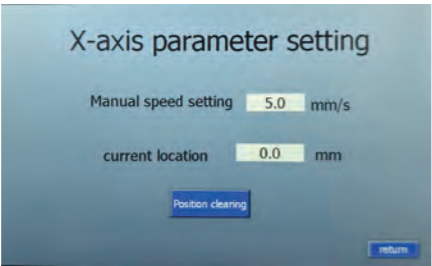 X-axis parameter setting
Manual speed setting 5.0 mm/s
current location 0.0 mm
Position clearing
return